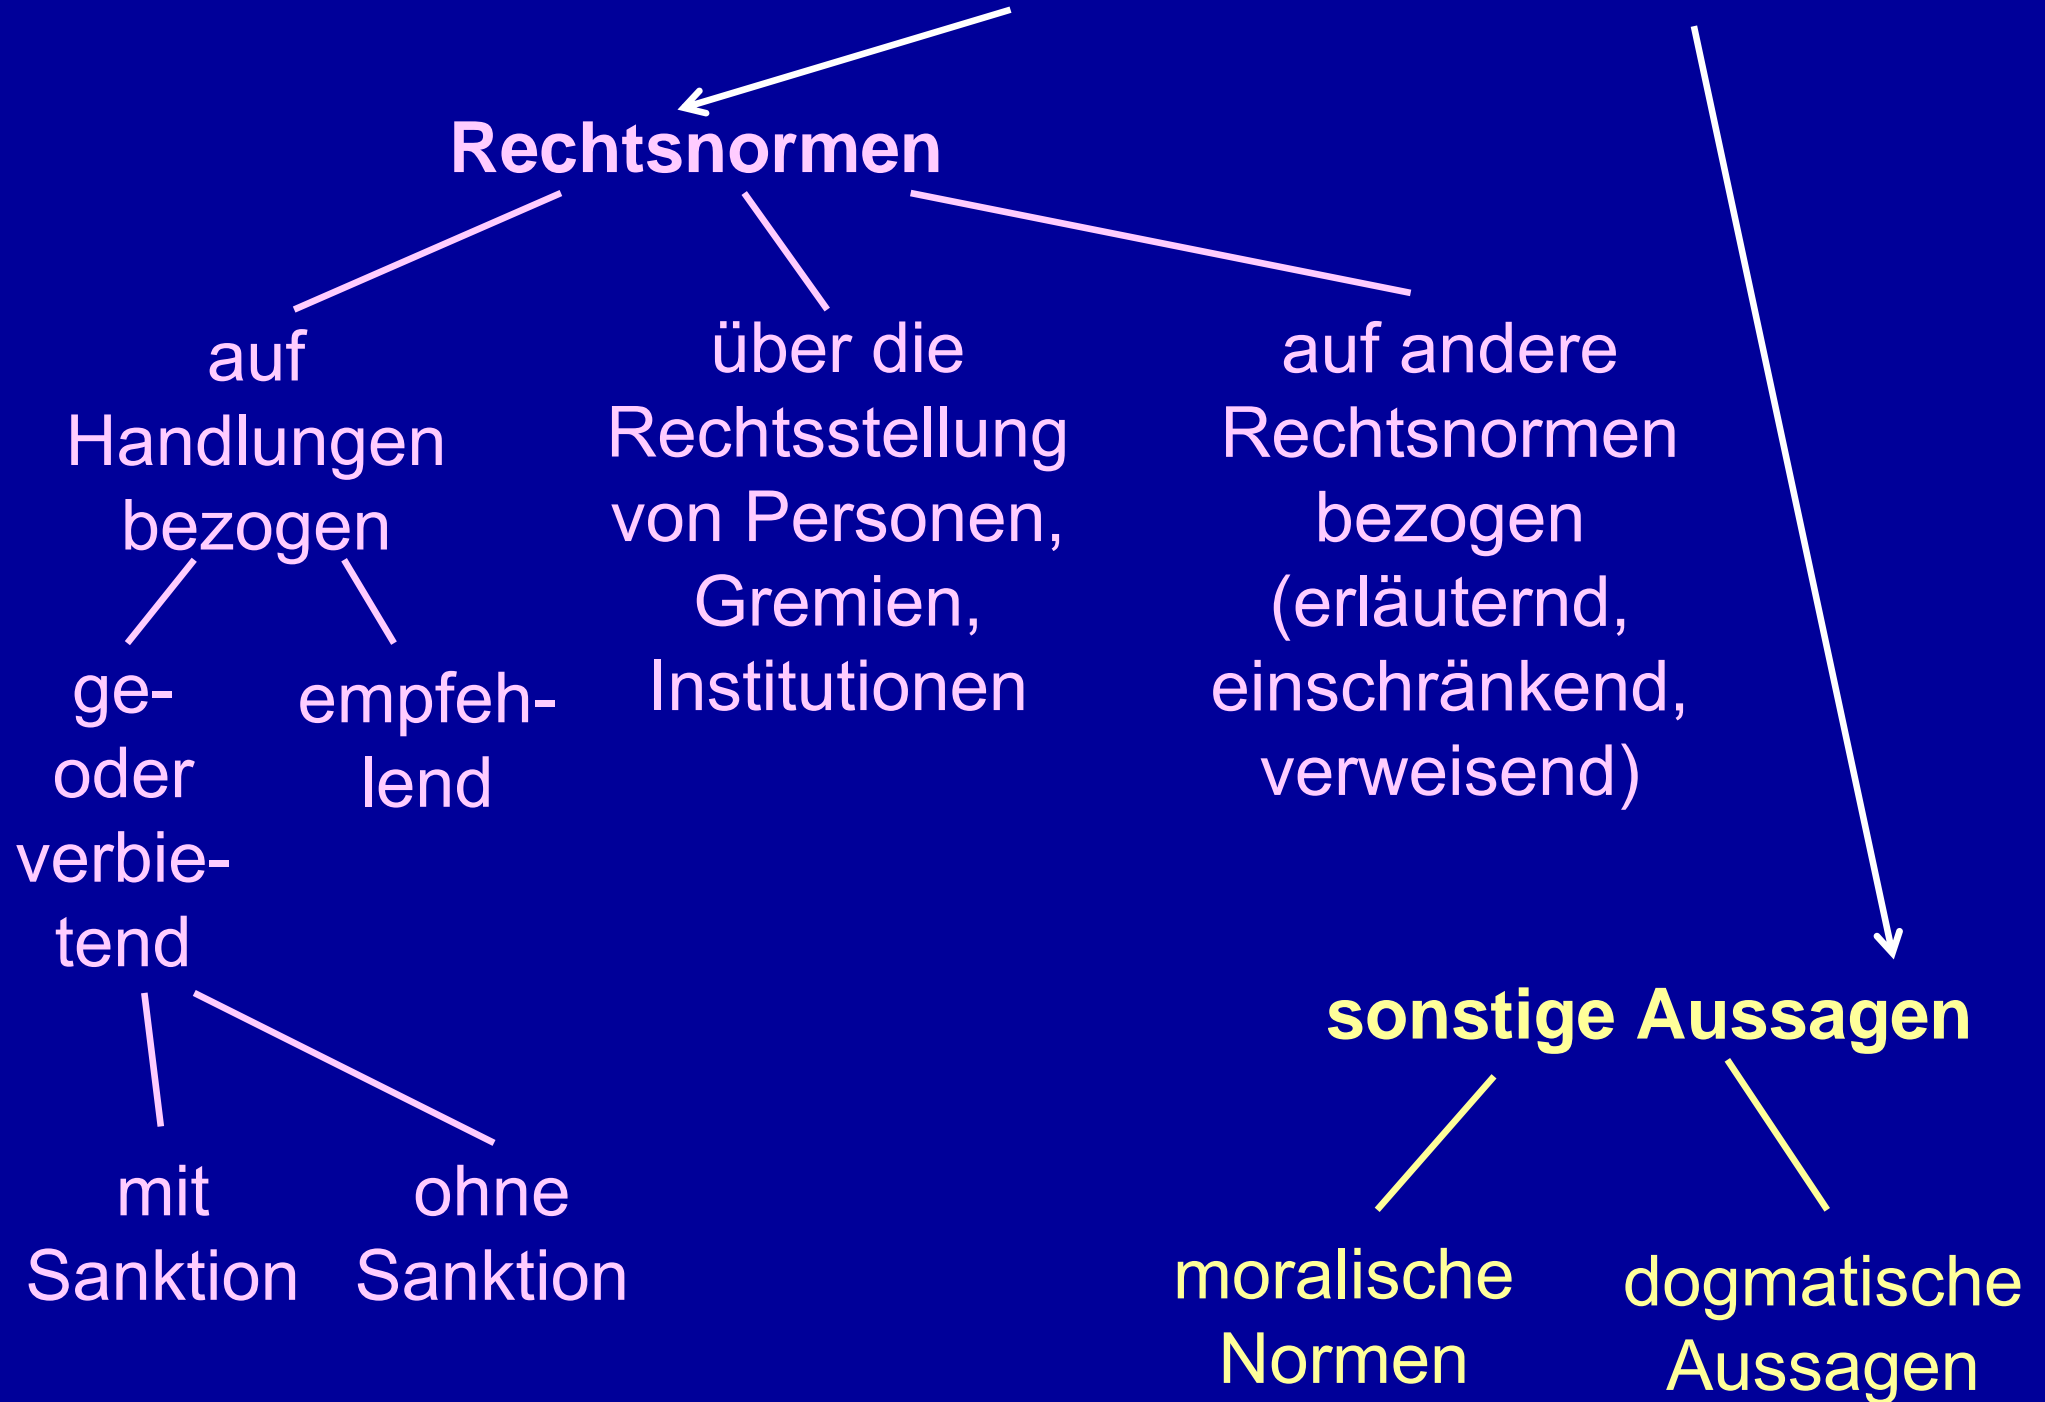 Rechtsnormen
auf
Handlungen
bezogen
über die
Rechtsstellung
von Personen,
Gremien,
Institutionen
auf andere
Rechtsnormen
bezogen
(erläuternd,
einschränkend,
verweisend)
ge-
oder
verbie-
tend
empfeh-
lend
mit
Sanktion
ohne
Sanktion
sonstige Aussagen
moralische
Normen
dogmatische
Aussagen